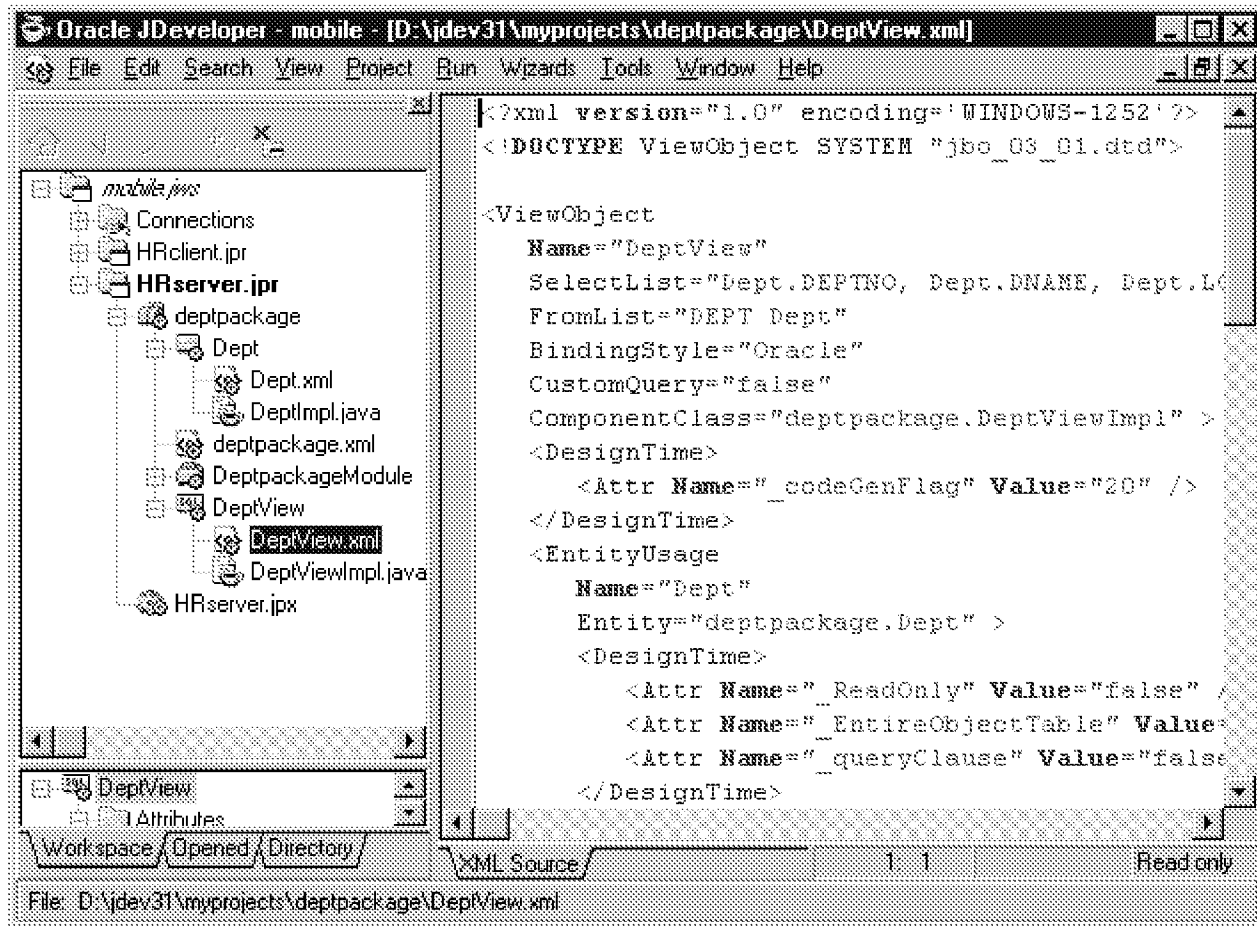 Oracle JDeveloper - mobile - [D:\jdev31\myprojects\deptpackage\DeptView.xml]
File Edit Search View Project Run Wizards Tools Window Help
mobile.jws
Connections
HRclient.jpr
HRserver.jpr
deptpackage
Dept
Dept.xml
DeptImpl.java
deptpackage.xml
DeptpackageModule
DeptView
DeptView.xml
DeptViewImpl.java
HRserver.jpx
DeptView
Attributes
Workspace Opened Directory
<?xml version="1.0" encoding='WINDOWS-1252'?>
<!DOCTYPE ViewObject SYSTEM "jbo_03_01.dtd">
<ViewObject
Name="DeptView"
SelectList="Dept.DEPTNO, Dept.DNAME, Dept.LO
FromList="DEPT Dept"
BindingStyle="Oracle"
CustomQuery="false"
ComponentClass="deptpackage.DeptViewImpl" >
<DesignTime>
<Attr Name="_codeGenFlag" Value="20" />
</DesignTime>
<EntityUsage
Name="Dept"
Entity="deptpackage.Dept" >
<DesignTime>
<Attr Name="_ReadOnly" Value="false" /
<Attr Name="_EntireObjectTable" Value=
<Attr Name="_queryClause" Value="false
</DesignTime>
XML Source
1 1
Read only
File: D:\jdev31\myprojects\deptpackage\DeptView.xml